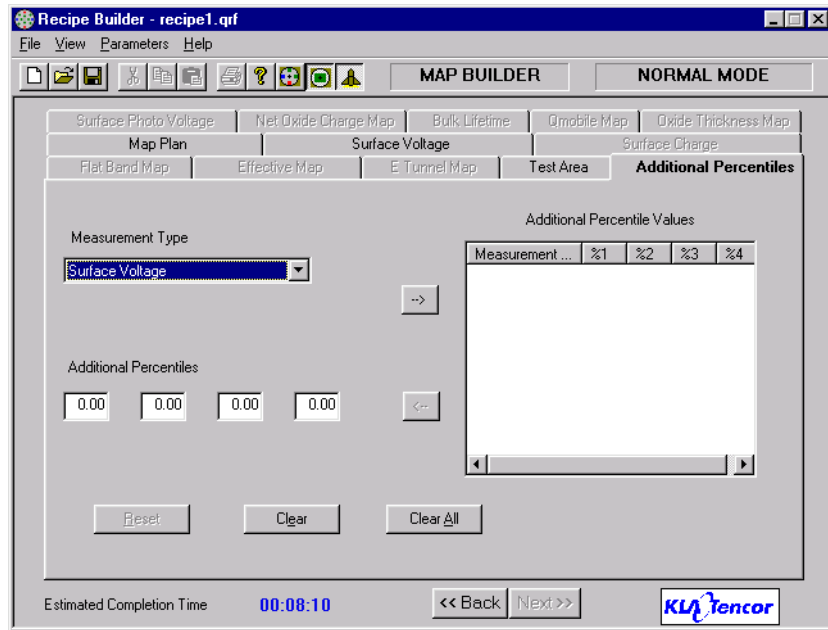 Recipe Builder - recipe1.qrf
File View Parameters Help
MAP BUILDER NORMAL MODE
Surface Photo Voltage Net Oxide Charge Map Bulk Lifetime Qmobile Map Oxide Thickness Map
Map Plan Surface Voltage Surface Charge
Flat Band Map Effective Map E Tunnel Map Test Area Additional Percentiles
Additional Percentile Values
Measurement Type
Measurement ... %1 %2 %3 %4
Surface Voltage
-->
Additional Percentiles
0.00 0.00 0.00 0.00
<--
Reset Clear Clear All
Estimated Completion Time 00:08:10 << Back Next >>
KLA Tencor